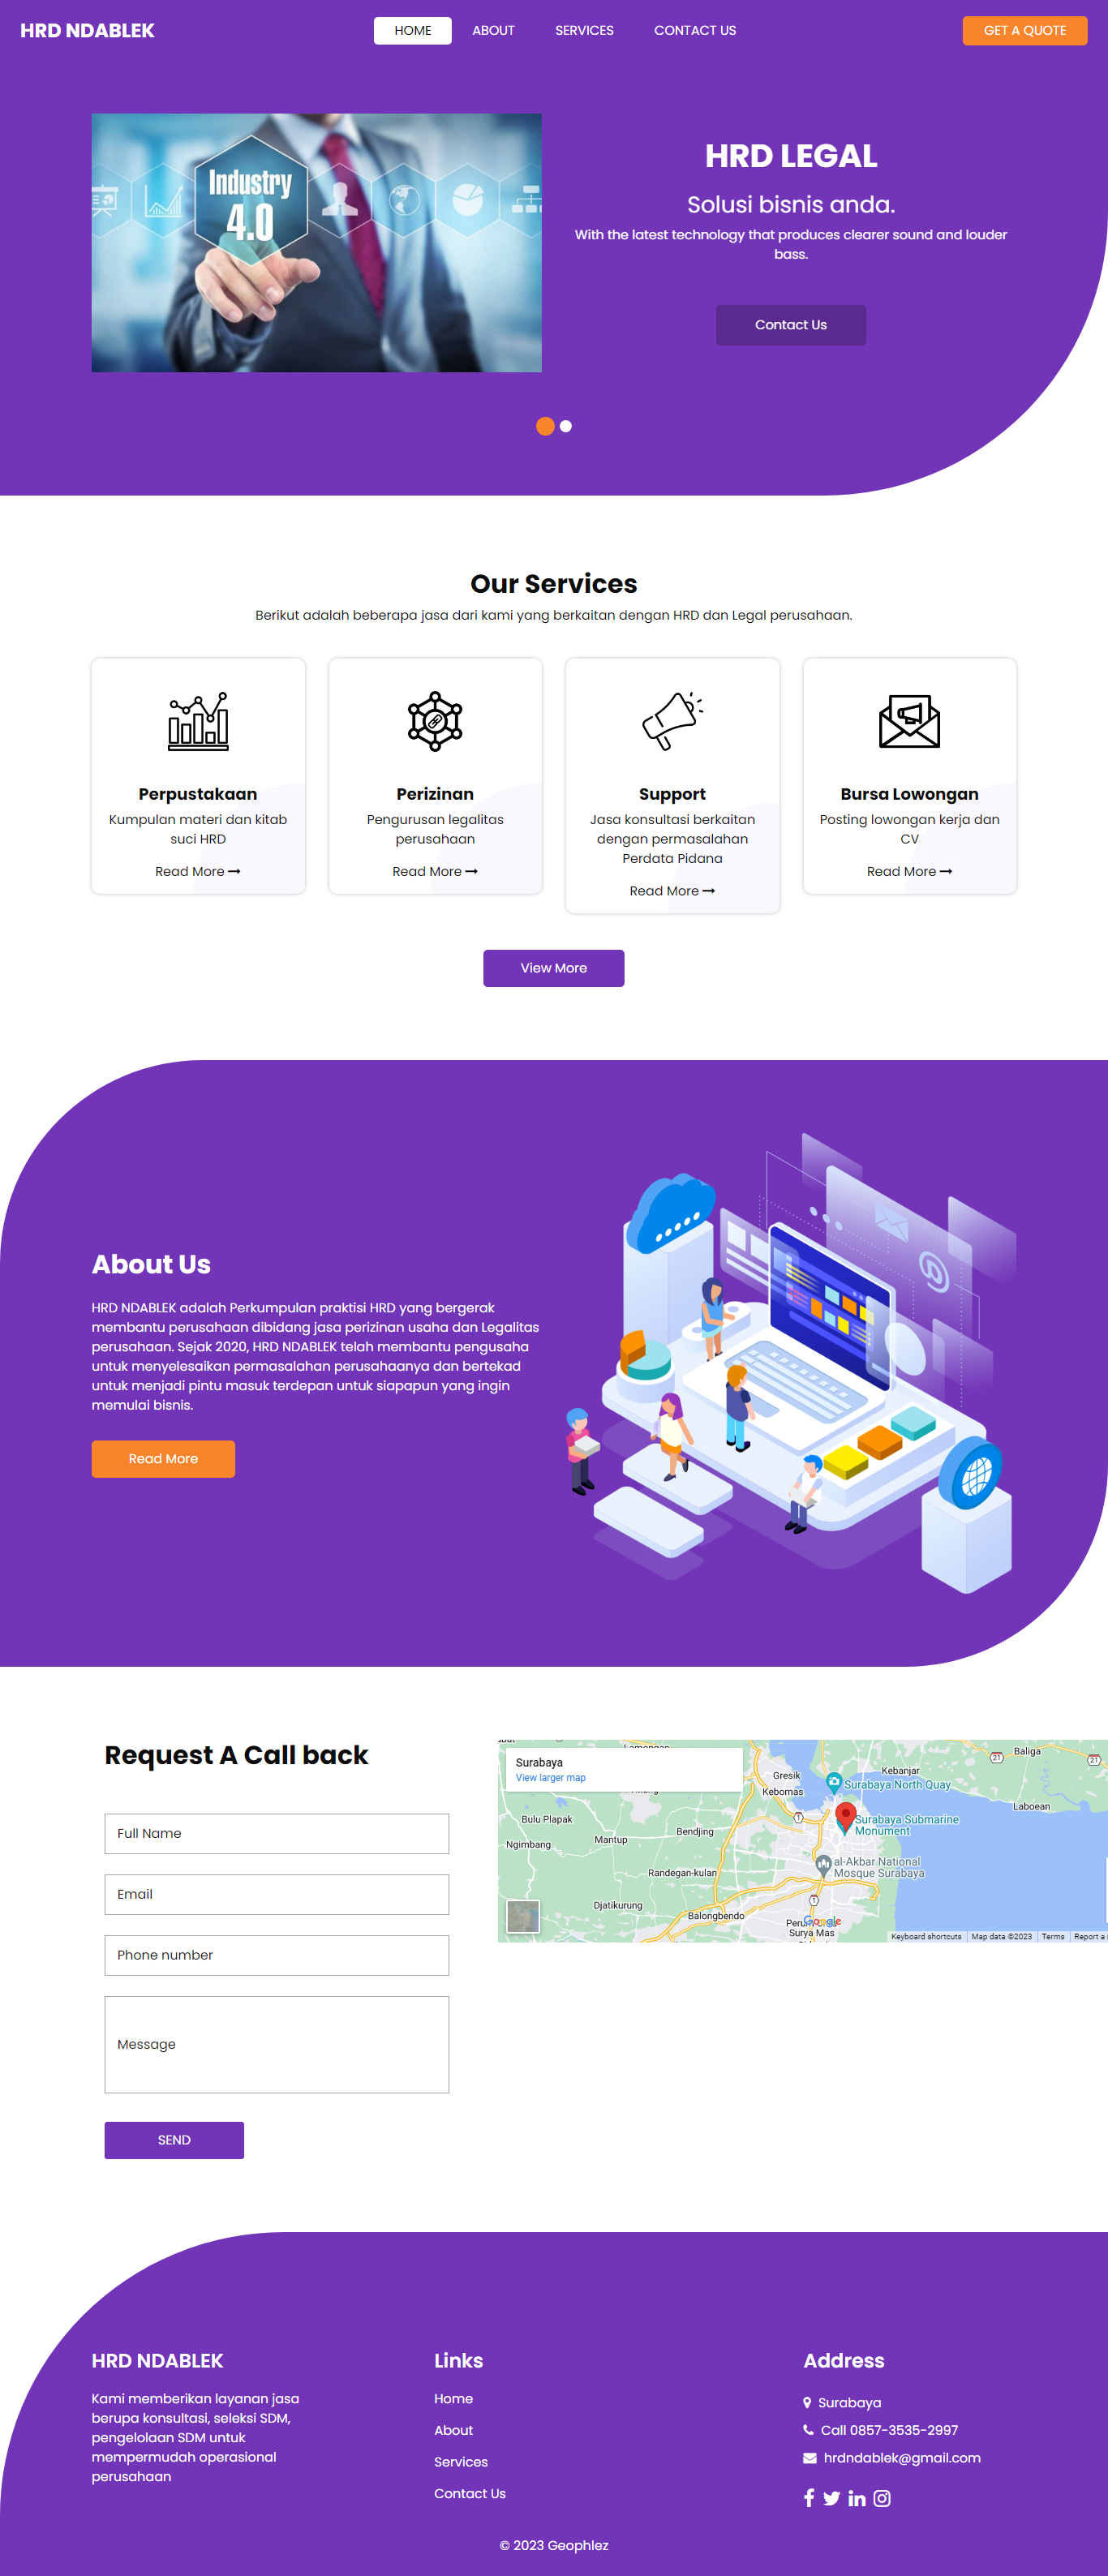 HRD NDABLEK
HOME
ABOUT
SERVICES
CONTACT US
GET A QUOTE
Industry
4.0
HRD LEGAL
Solusi bisnis anda.
With the latest technology that produces clearer sound and louder
bass.
Contact Us
Our Services
Berikut adalah beberapa jasa dari kami yang berkaitan dengan HRD dan Legal perusahaan.
Perpustakaan
Kumpulan materi dan kitab
suci HRD
Read More
Perizinan
Pengurusan legalitas
perusahaan
Read More
Support
Jasa konsultasi berkaitan
dengan permasalahan
Perdata Pidana
Read More
Bursa Lowongan
Posting lowongan kerja dan
CV
Read More
View More
About Us
HRD NDABLEK adalah Perkumpulan praktisi HRD yang bergerak
membantu perusahaan dibidang jasa perizinan usaha dan Legalitas
perusahaan. Sejak 2020, HRD NDABLEK telah membantu pengusaha
untuk menyelesaikan permasalahan perusahaanya dan bertekad
untuk menjadi pintu masuk terdepan untuk siapapun yang ingin
memulai bisnis.
Read More
Request A Call back
Full Name
Email
Phone number
Message
SEND
Surabaya
View larger map
Lamongan
Gresik
Kebomas
Kebanjar
Baliga
21
21
Surabaya North Quay
Laboean
Bulu Plapak
Bendjing
1
Surabaya Submarine
Monument
Ngimbang
Mantup
Randegan-kulan
al-Akbar National
Mosque Surabaya
Djatikurung
Balongbendo
1
Google
Surya Mas
Keyboard shortcuts
Map data ©2023
Terms
Report a
HRD NDABLEK
Kami memberikan layanan jasa
berupa konsultasi, seleksi SDM,
pengelolaan SDM untuk
mempermudah operasional
perusahaan
Links
Home
About
Services
Contact Us
Address
Surabaya
Call 0857-3535-2997
hrdndablek@gmail.com
© 2023 Geophlez